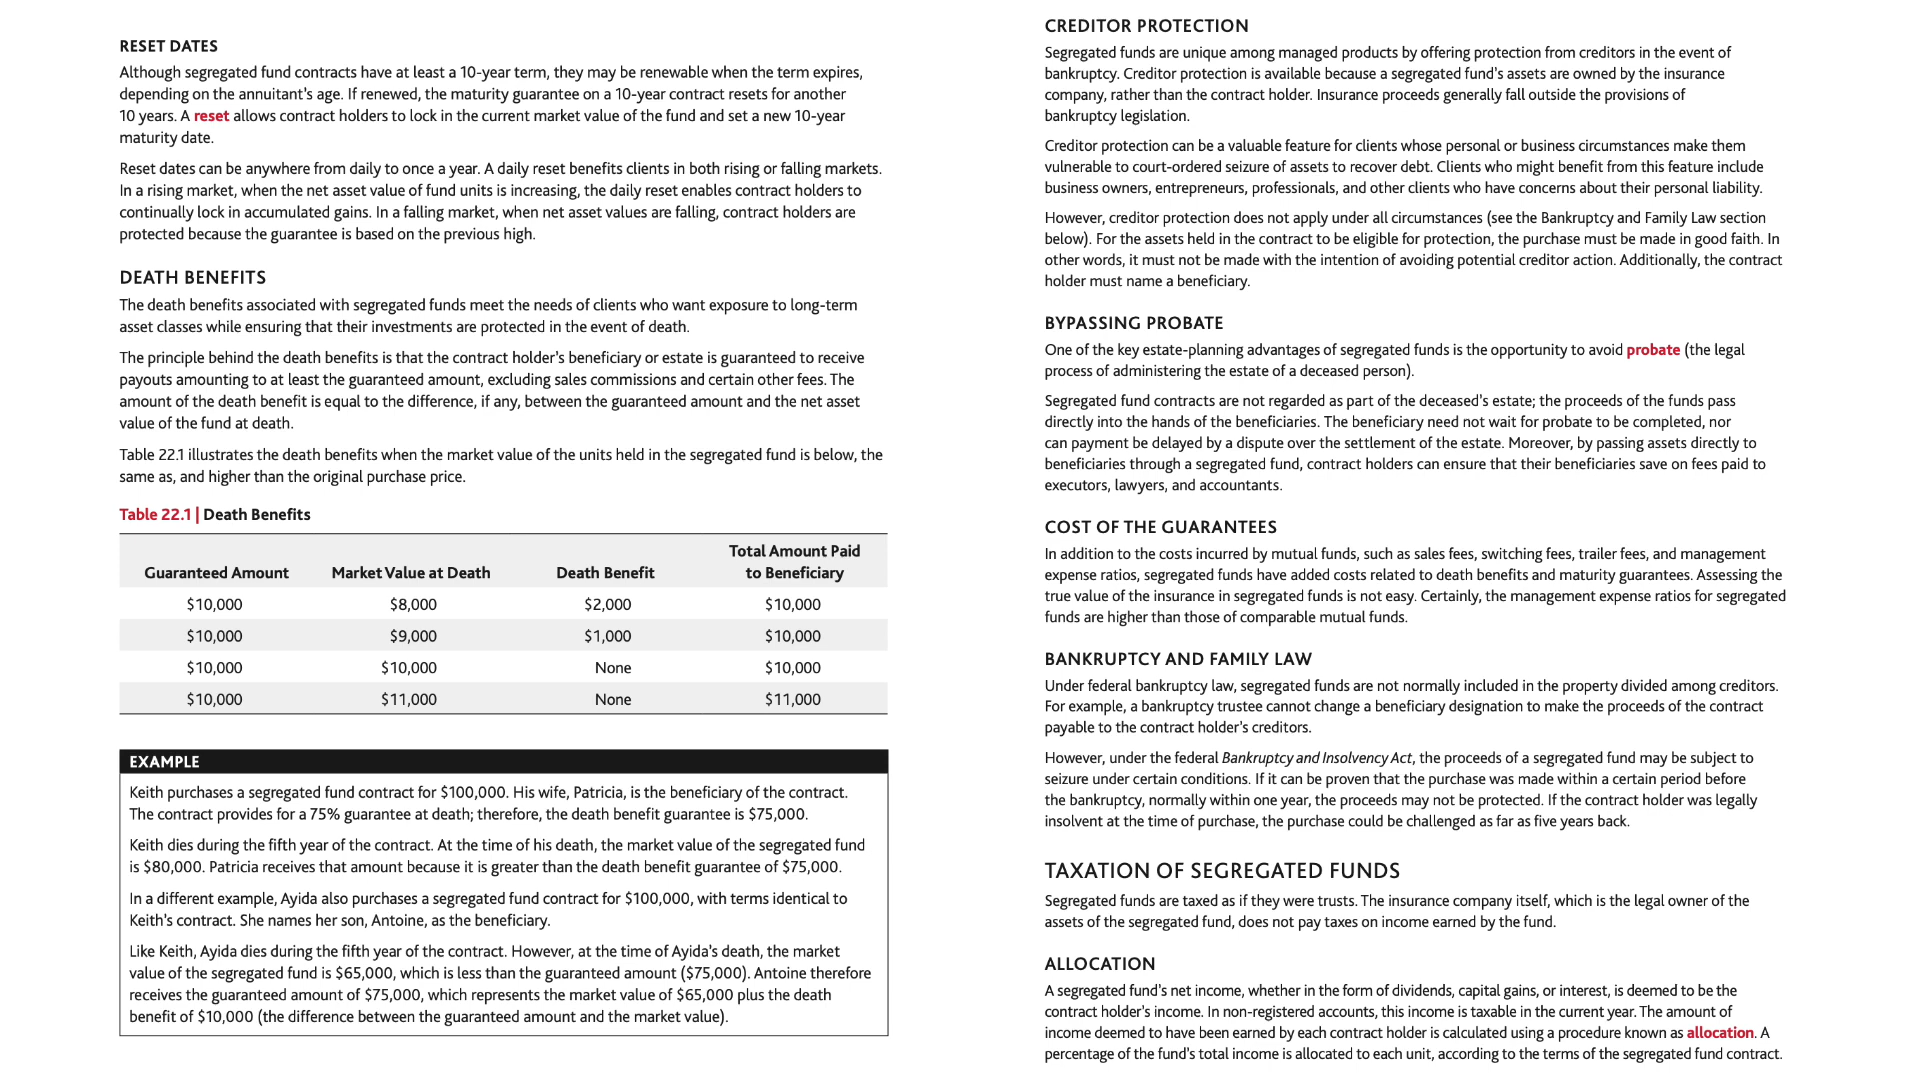 RESET DATES
Although segregated fund contracts have at least a 10-year term, they may be renewable when the term expires,
depending on the annuitant's age. If renewed, the maturity guarantee on a 10-year contract resets for another
10 years. A reset allows contract holders to lock in the current market value of the fund and set a new 10-year
maturity date.
Reset dates can be anywhere from daily to once a year. A daily reset benefits clients in both rising or falling markets.
In a rising market, when the net asset value of fund units is increasing, the daily reset enables contract holders to
continually lock in accumulated gains. In a falling market, when net asset values are falling, contract holders are
protected because the guarantee is based on the previous high.
DEATH BENEFITS
The death benefits associated with segregated funds meet the needs of clients who want exposure to long-term
asset classes while ensuring that their investments are protected in the event of death.
The principle behind the death benefits is that the contract holder's beneficiary or estate is guaranteed to receive
payouts amounting to at least the guaranteed amount, excluding sales commissions and certain other fees. The
amount of the death benefit is equal to the difference, if any, between the guaranteed amount and the net asset
value of the fund at death.
Table 22.1 illustrates the death benefits when the market value of the units held in the segregated fund is below, the
same as, and higher than the original purchase price.
Table 22.1 | Death Benefits
Total Amount Paid
Guaranteed Amount Market Value at Death Death Benefit to Beneficiary
$10,000 $8,000 $2,000 $10,000
$10,000 $9,000 $1,000 $10,000
$10,000 $10,000 None $10,000
$10,000 $11,000 None $11,000
EXAMPLE
Keith purchases a segregated fund contract for $100,000. His wife, Patricia, is the beneficiary of the contract.
The contract provides for a 75% guarantee at death; therefore, the death benefit guarantee is $75,000.
Keith dies during the fifth year of the contract. At the time of his death, the market value of the segregated fund
is $80,000. Patricia receives that amount because it is greater than the death benefit guarantee of $75,000.
In a different example, Ayida also purchases a segregated fund contract for $100,000, with terms identical to
Keith's contract. She names her son, Antoine, as the beneficiary.
Like Keith, Ayida dies during the fifth year of the contract. However, at the time of Ayida's death, the market
value of the segregated fund is $65,000, which is less than the guaranteed amount ($75,000). Antoine therefore
receives the guaranteed amount of $75,000, which represents the market value of $65,000 plus the death
benefit of $10,000 (the difference between the guaranteed amount and the market value).
CREDITOR PROTECTION
Segregated funds are unique among managed products by offering protection from creditors in the event of
bankruptcy. Creditor protection is available because a segregated fund's assets are owned by the insurance
company, rather than the contract holder. Insurance proceeds generally fall outside the provisions of
bankruptcy legislation.
Creditor protection can be a valuable feature for clients whose personal or business circumstances make them
vulnerable to court-ordered seizure of assets to recover debt. Clients who might benefit from this feature include
business owners, entrepreneurs, professionals, and other clients who have concerns about their personal liability.
However, creditor protection does not apply under all circumstances (see the Bankruptcy and Family Law section
below). For the assets held in the contract to be eligible for protection, the purchase must be made in good faith. In
other words, it must not be made with the intention of avoiding potential creditor action. Additionally, the contract
holder must name a beneficiary.
BYPASSING PROBATE
One of the key estate-planning advantages of segregated funds is the opportunity to avoid probate (the legal
process of administering the estate of a deceased person).
Segregated fund contracts are not regarded as part of the deceased's estate; the proceeds of the funds pass
directly into the hands of the beneficiaries. The beneficiary need not wait for probate to be completed, nor
can payment be delayed by a dispute over the settlement of the estate. Moreover, by passing assets directly to
beneficiaries through a segregated fund, contract holders can ensure that their beneficiaries save on fees paid to
executors, lawyers, and accountants.
COST OF THE GUARANTEES
In addition to the costs incurred by mutual funds, such as sales fees, switching fees, trailer fees, and management
expense ratios, segregated funds have added costs related to death benefits and maturity guarantees. Assessing the
true value of the insurance in segregated funds is not easy. Certainly, the management expense ratios for segregated
funds are higher than those of comparable mutual funds.
BANKRUPTCY AND FAMILY LAW
Under federal bankruptcy law, segregated funds are not normally included in the property divided among creditors.
For example, a bankruptcy trustee cannot change a beneficiary designation to make the proceeds of the contract
payable to the contract holder's creditors.
However, under the federal Bankruptcy and Insolvency Act, the proceeds of a segregated fund may be subject to
seizure under certain conditions. If it can be proven that the purchase was made within a certain period before
the bankruptcy, normally within one year, the proceeds may not be protected. If the contract holder was legally
insolvent at the time of purchase, the purchase could be challenged as far as five years back.
TAXATION OF SEGREGATED FUNDS
Segregated funds are taxed as if they were trusts. The insurance company itself, which is the legal owner of the
assets of the segregated fund, does not pay taxes on income earned by the fund.
ALLOCATION
A segregated fund's net income, whether in the form of dividends, capital gains, or interest, is deemed to be the
contract holder's income. In non-registered accounts, this income is taxable in the current year. The amount of
income deemed to have been earned by each contract holder is calculated using a procedure known as allocation. A
percentage of the fund's total income is allocated to each unit, according to the terms of the segregated fund contract.